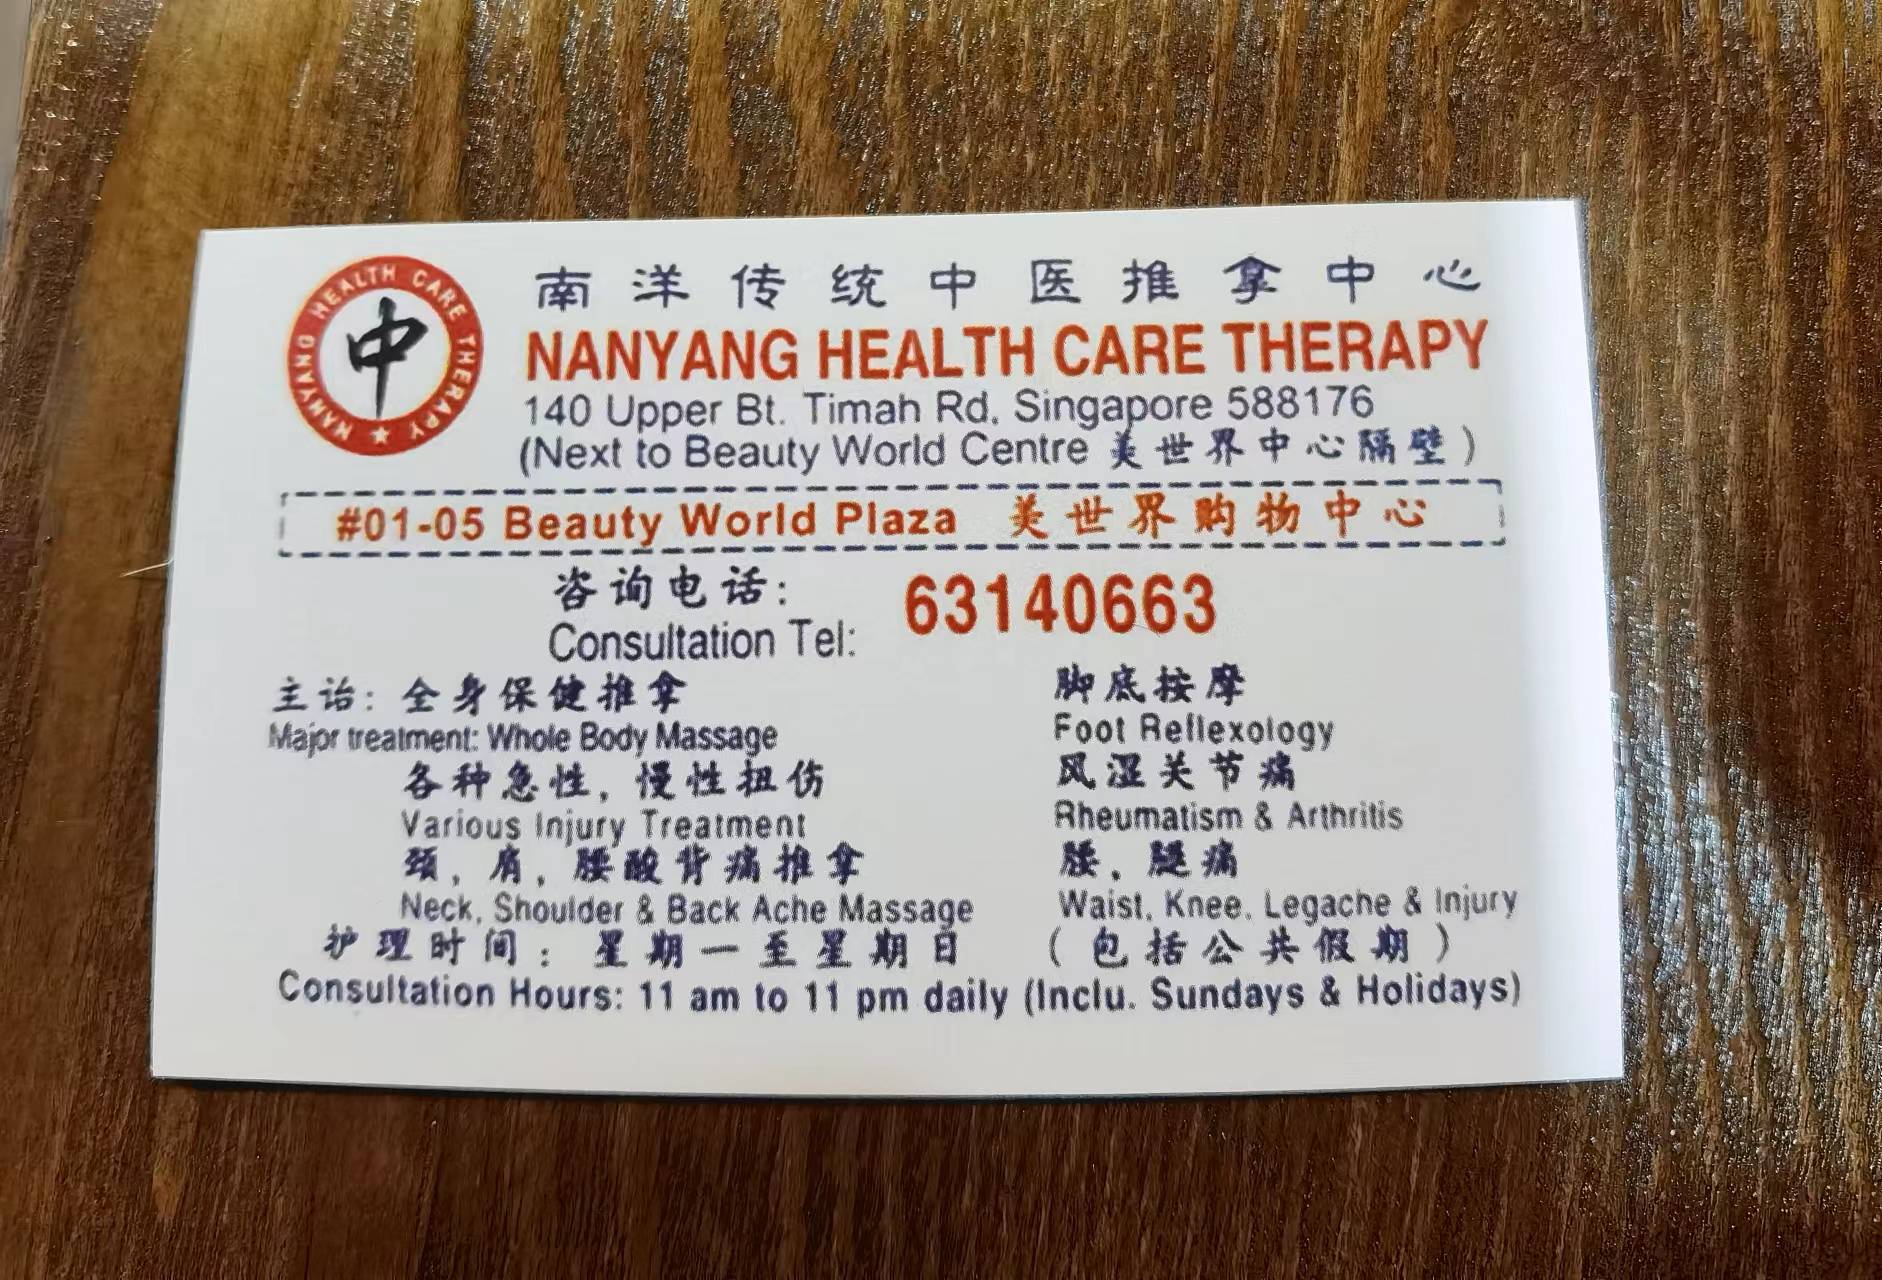 NANYANG HEALTH CARE THERAPY
中
南洋传统中医推拿中心
NANYANG HEALTH CARE THERAPY
140 Upper Bt. Timah Rd, Singapore 588176
(Next to Beauty World Centre 美世界中心隔壁)
#01-05 Beauty World Plaza 美世界购物中心
咨询电话:
Consultation Tel: 63140663
主诒: 全身保健推拿
Major treatment: Whole Body Massage
各种急性, 慢性扭伤
Various Injury Treatment
颈, 肩, 腰酸背痛推拿
Neck, Shoulder & Back Ache Massage
脚底按摩
Foot Reflexology
风湿关节痛
Rheumatism & Arthritis
腰, 腿痛
Waist, Knee, Legache & Injury
护理时间: 星期一至星期日 (包括公共假期)
Consultation Hours: 11 am to 11 pm daily (Inclu. Sundays & Holidays)